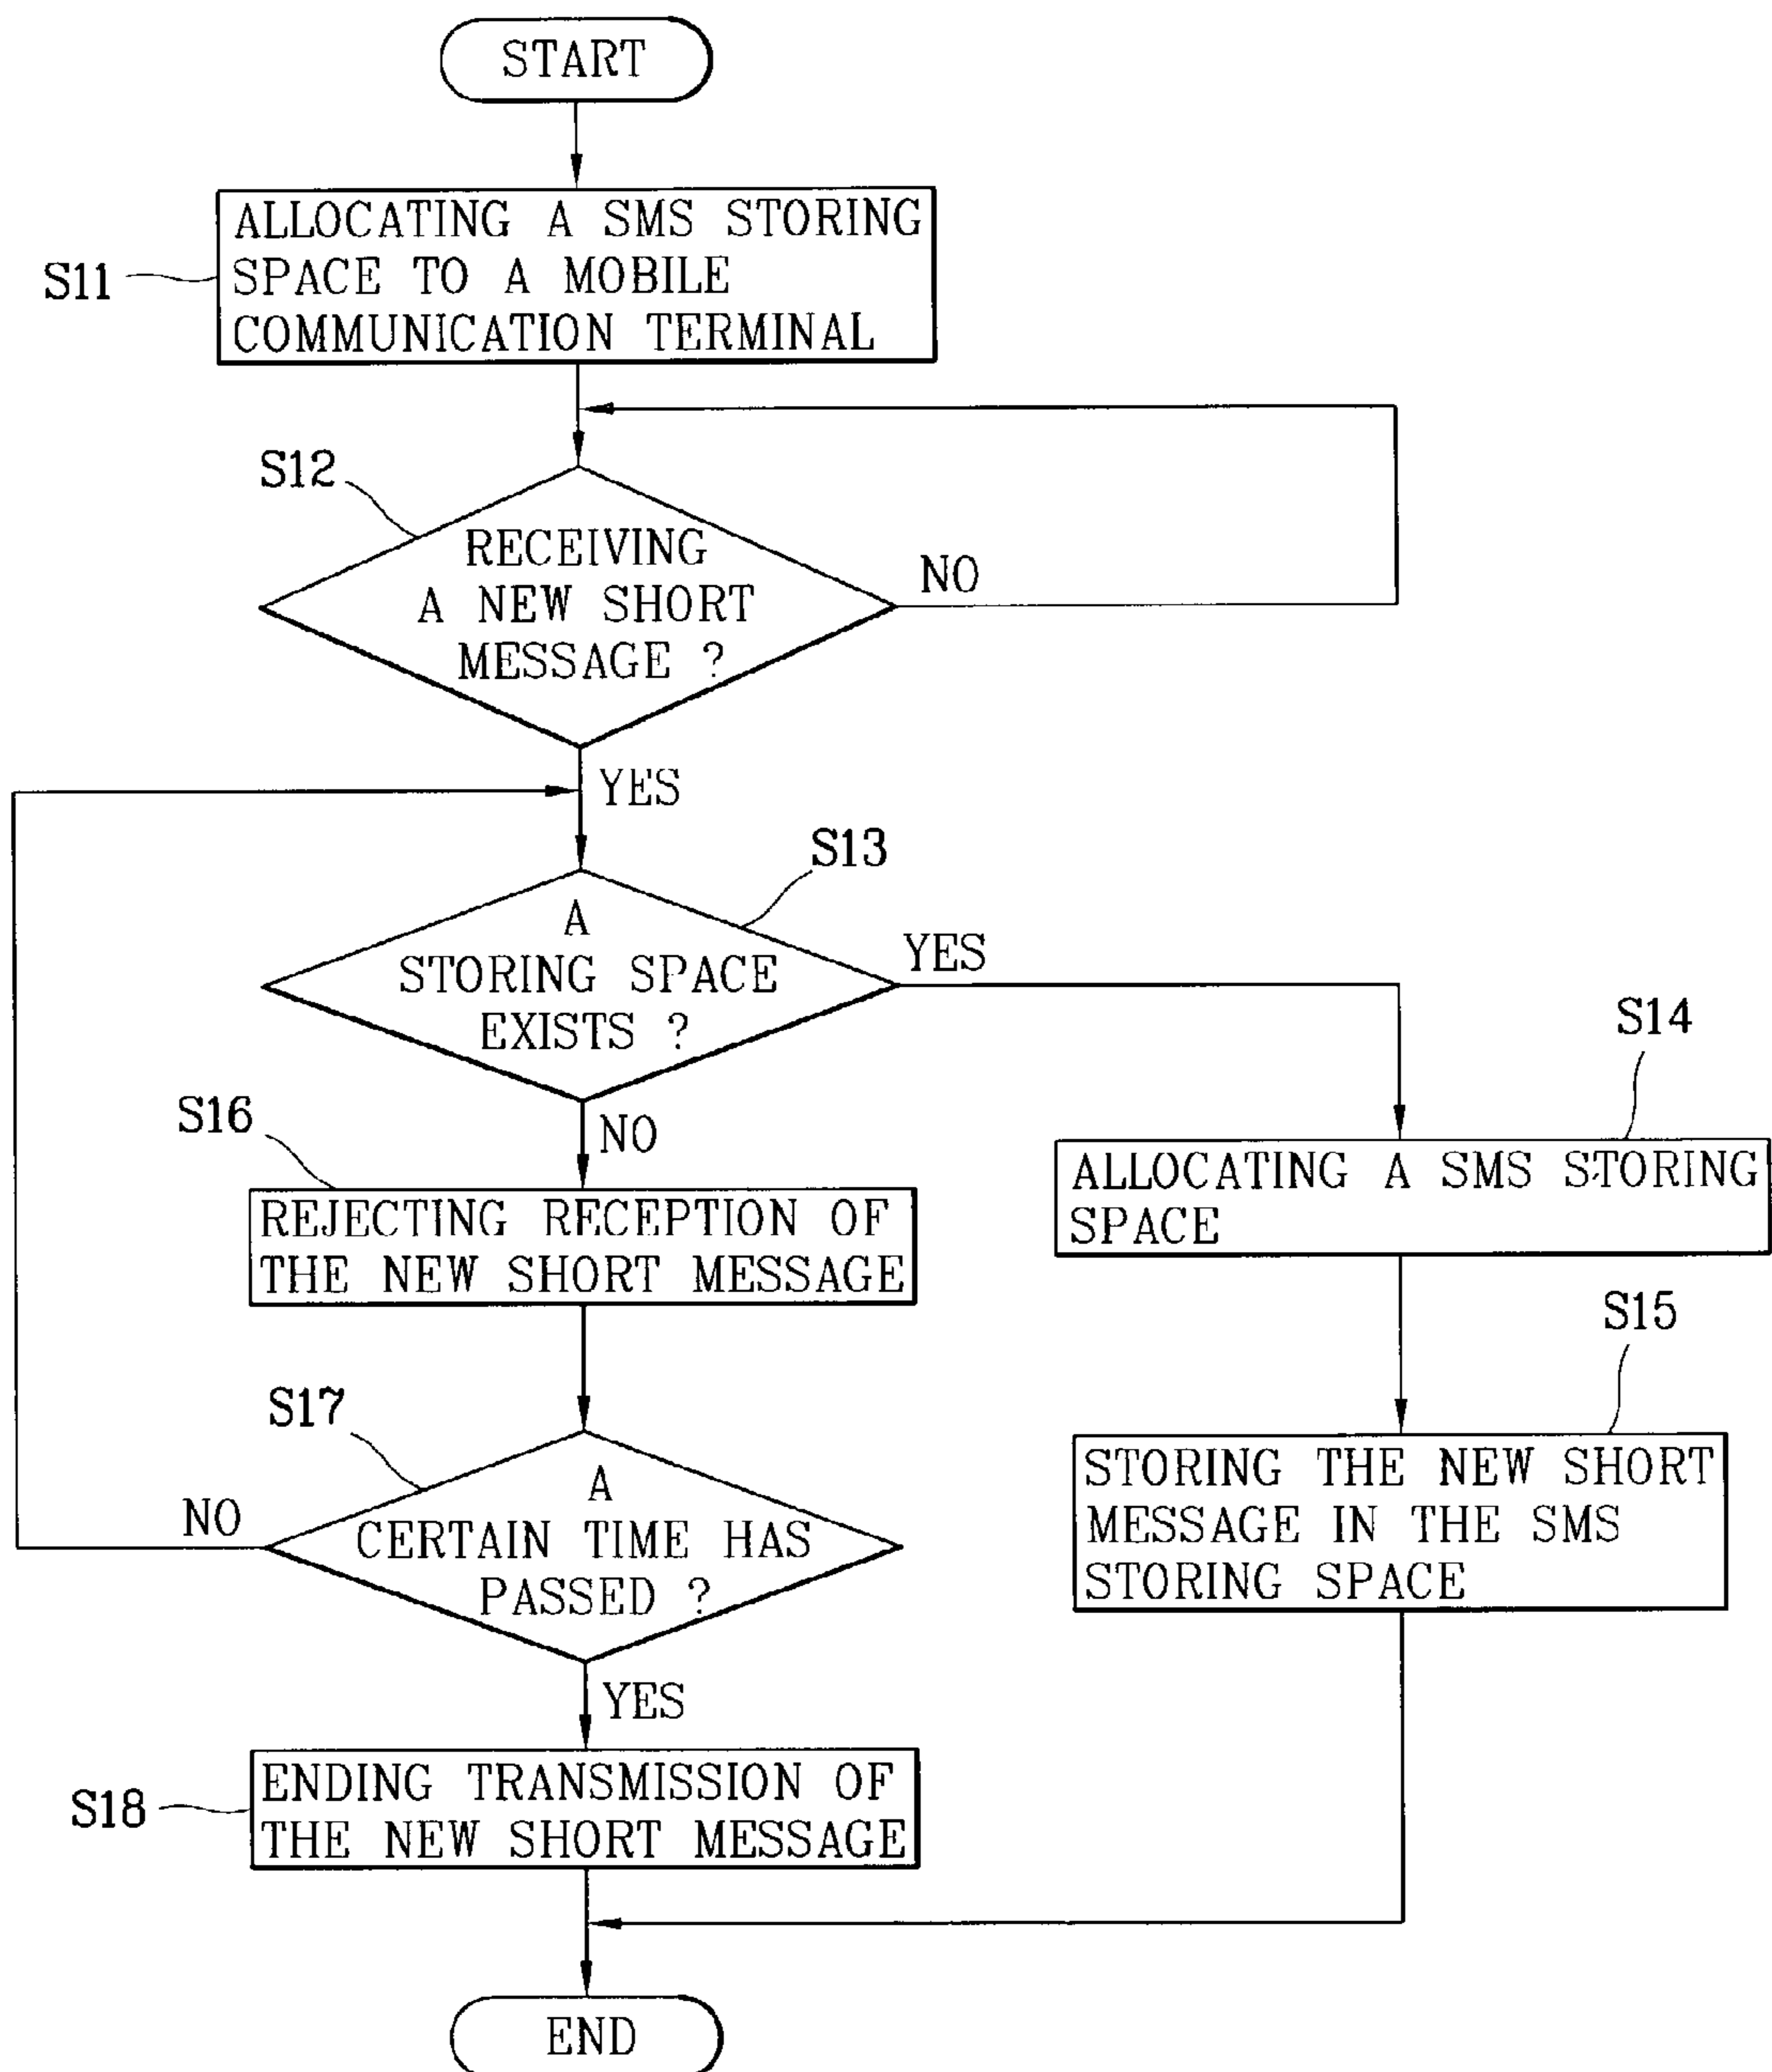 START
ALLOCATING A SMS STORING
SPACE TO A MOBILE
COMMUNICATION TERMINAL
S11
S12
RECEIVING
A NEW SHORT
MESSAGE ?
NO
YES
S13
A
STORING SPACE
EXISTS ?
YES
S14
ALLOCATING A SMS STORING
SPACE
S16
NO
REJECTING RECEPTION OF
THE NEW SHORT MESSAGE
S15
STORING THE NEW SHORT
MESSAGE IN THE SMS
STORING SPACE
S17
A
CERTAIN TIME HAS
PASSED ?
NO
YES
S18
ENDING TRANSMISSION OF
THE NEW SHORT MESSAGE
END